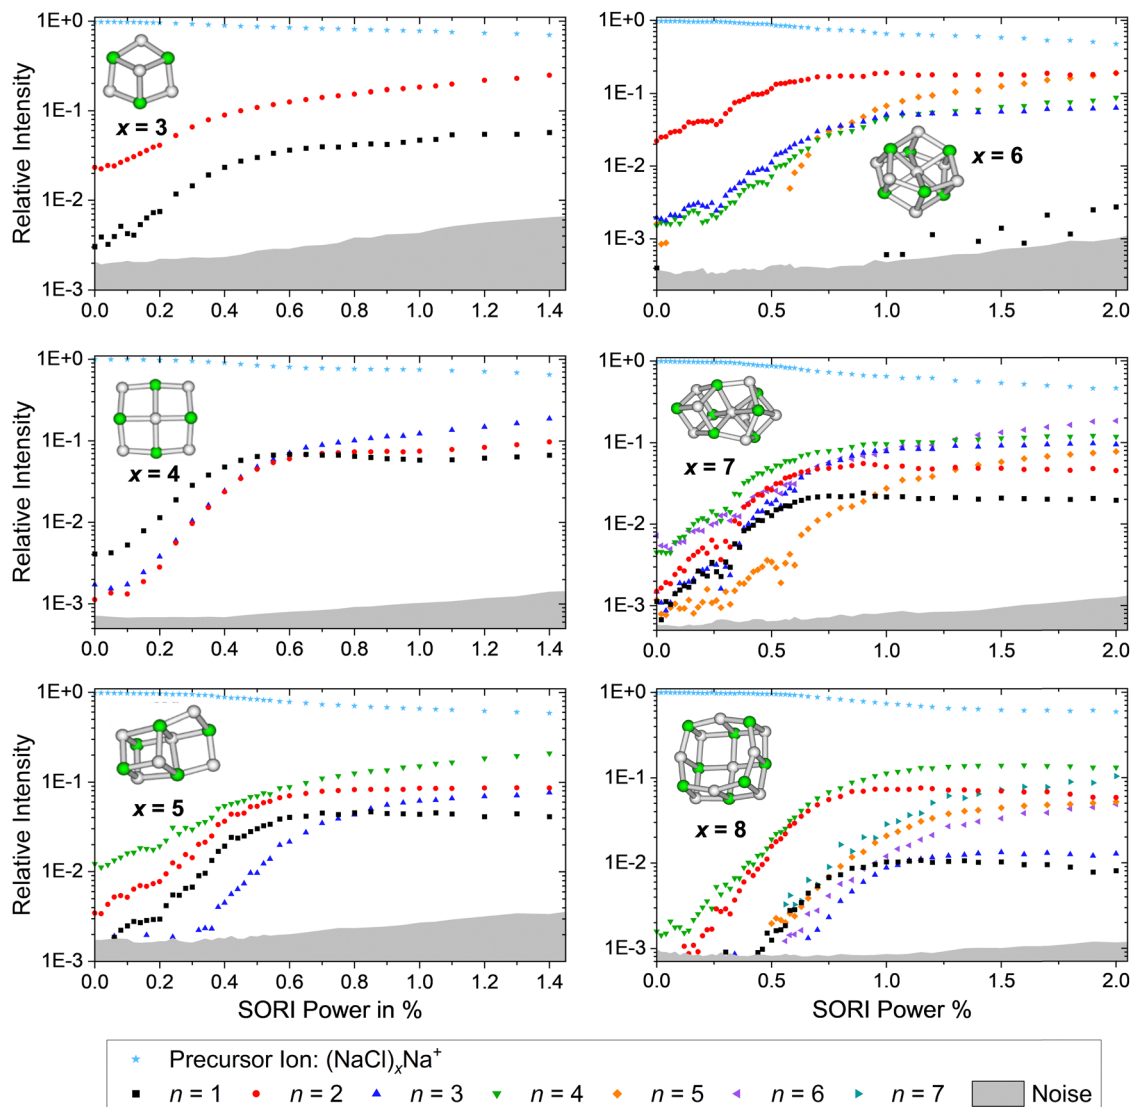 Relative Intensity
1E+0
1E-1
1E-2
1E-3
x = 3
0.0 0.2 0.4 0.6 0.8 1.0 1.2 1.4
1E+0
1E-1
1E-2
1E-3
x = 6
0.0 0.5 1.0 1.5 2.0
Relative Intensity
1E+0
1E-1
1E-2
1E-3
x = 4
0.0 0.2 0.4 0.6 0.8 1.0 1.2 1.4
1E+0
1E-1
1E-2
1E-3
x = 7
0.0 0.5 1.0 1.5 2.0
Relative Intensity
1E+0
1E-1
1E-2
1E-3
x = 5
0.0 0.2 0.4 0.6 0.8 1.0 1.2 1.4
SORI Power in %
1E+0
1E-1
1E-2
1E-3
x = 8
0.0 0.5 1.0 1.5 2.0
SORI Power %
Precursor Ion: (NaCl)ₓNa⁺
n = 1 n = 2 n = 3 n = 4 n = 5 n = 6 n = 7 Noise